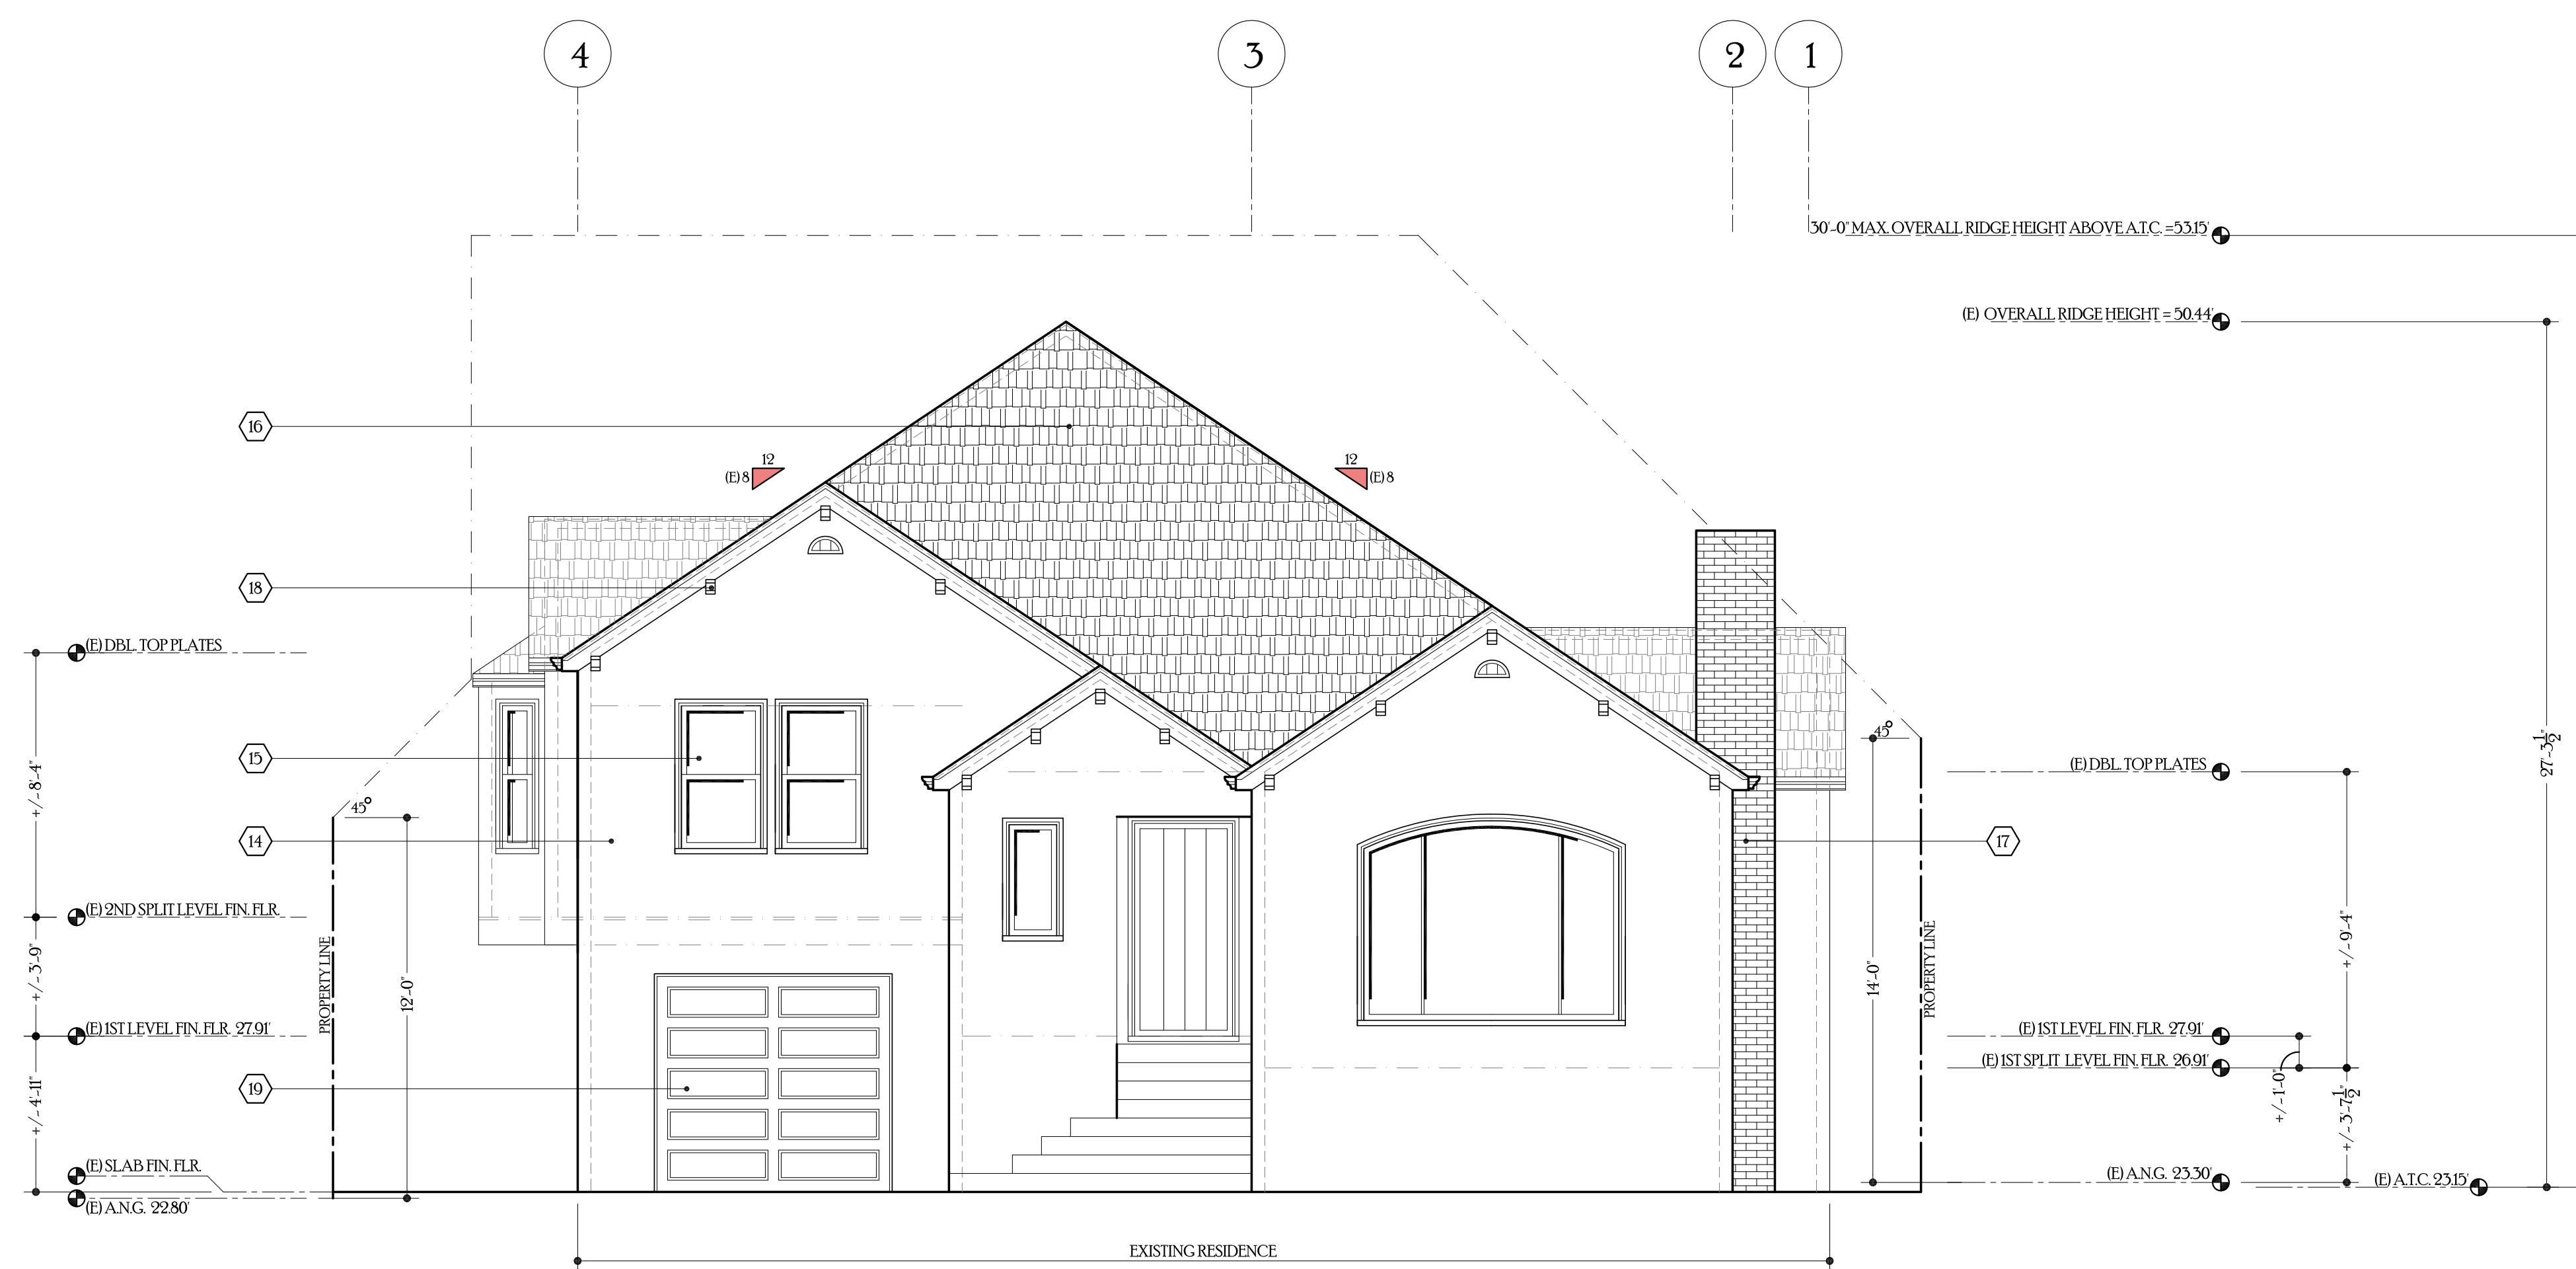 4
3
2
1
30'-0" MAX. OVERALL RIDGE HEIGHT ABOVE A.T.C. =53.15'
(E) OVERALL RIDGE HEIGHT = 50.44'
16
12
(E) 8
12
(E) 8
18
(E) DBL. TOP PLATES
45°
27'-3 1/2"
15
(E) DBL. TOP PLATES
+/- 8'-4"
45°
14
17
(E) 2ND SPLIT LEVEL FIN. FLR.
+/- 9'-4"
PROPERTY LINE
PROPERTY LINE
+/- 3'-9"
12'-0"
14'-0"
(E) 1ST LEVEL FIN. FLR. 27.91'
(E) 1ST LEVEL FIN. FLR. 27.91'
(E) 1ST SPLIT LEVEL FIN. FLR. 26.91'
19
+/- 4'-11"
+/- 1'-0"
+/- 3'-7 1/2"
(E) SLAB FIN. FLR.
(E) A.N.G. 23.30'
(E) A.T.C. 23.15'
(E) A.N.G. 22.80'
EXISTING RESIDENCE